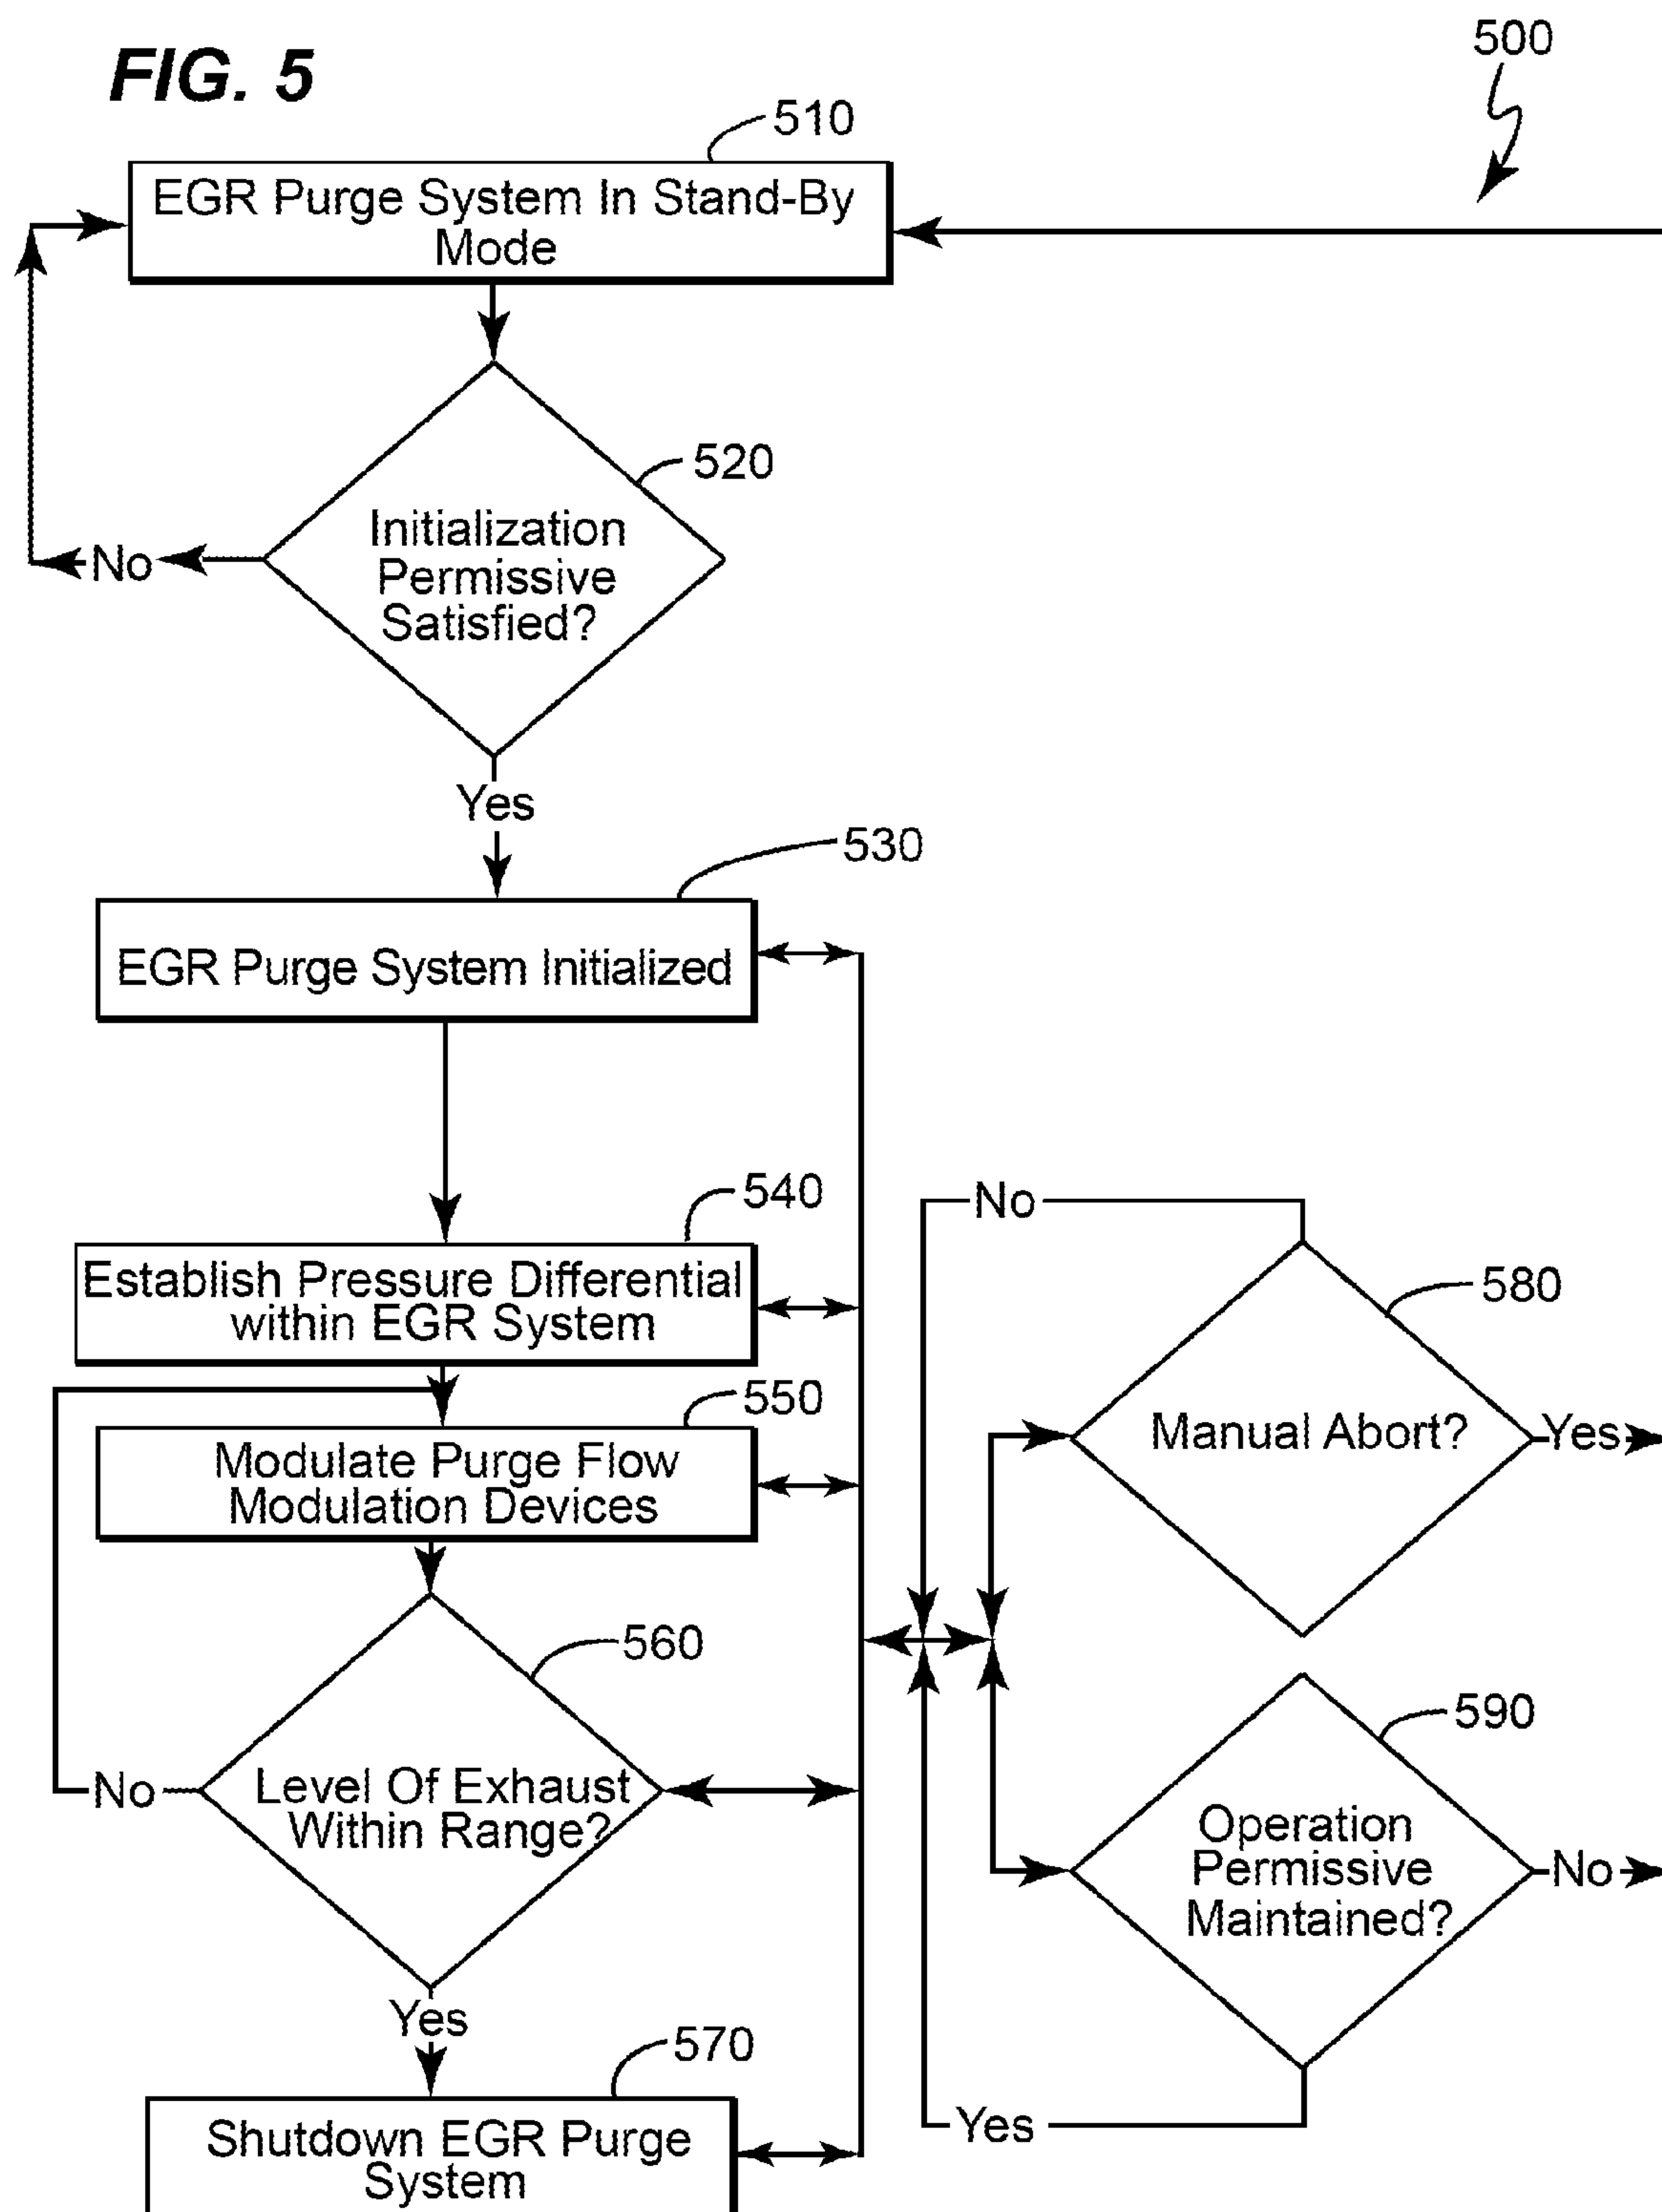 FIG. 5
500
510
EGR Purge System In Stand-By
Mode
520
Initialization
Permissive
Satisfied?
No
Yes
530
EGR Purge System Initialized
540
Establish Pressure Differential
within EGR System
550
Modulate Purge Flow
Modulation Devices
560
Level Of Exhaust
Within Range?
No
Yes
570
Shutdown EGR Purge
System
No
580
Manual Abort?
Yes
590
Operation
Permissive
Maintained?
No
Yes